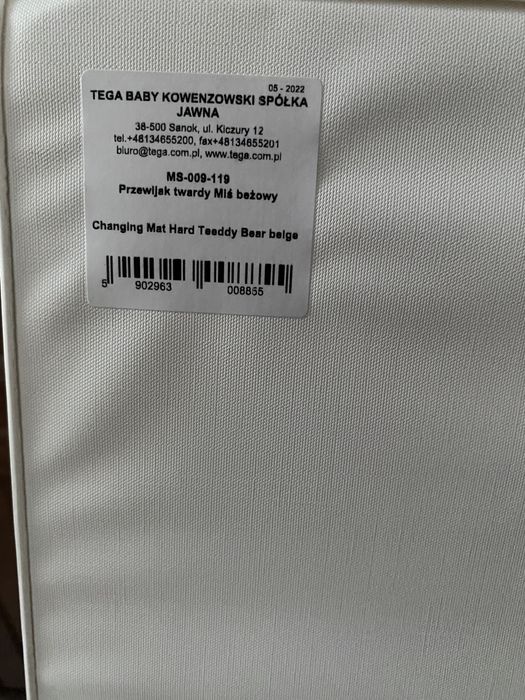 05 - 2022
TEGA BABY KOWENZOWSKI SPÓŁKA
JAWNA
38-500 Sanok, ul. Kiczury 12
tel.+48134655200, fax+48134655201
biuro@tega.com.pl, www.tega.com.pl
MS-009-119
Przewijak twardy Miś beżowy
Changing Mat Hard Teeddy Bear beige
5 902963 008855